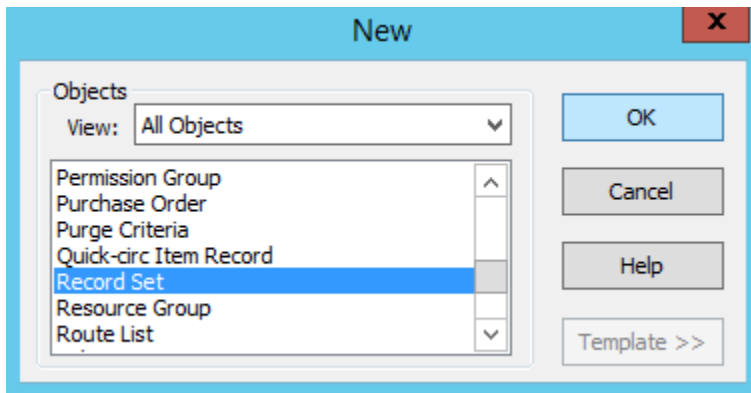 New
x
Objects
View: All Objects
OK
Permission Group
Purchase Order
Purge Criteria
Quick-circ Item Record
Record Set
Resource Group
Route List
Cancel
Help
Template >>